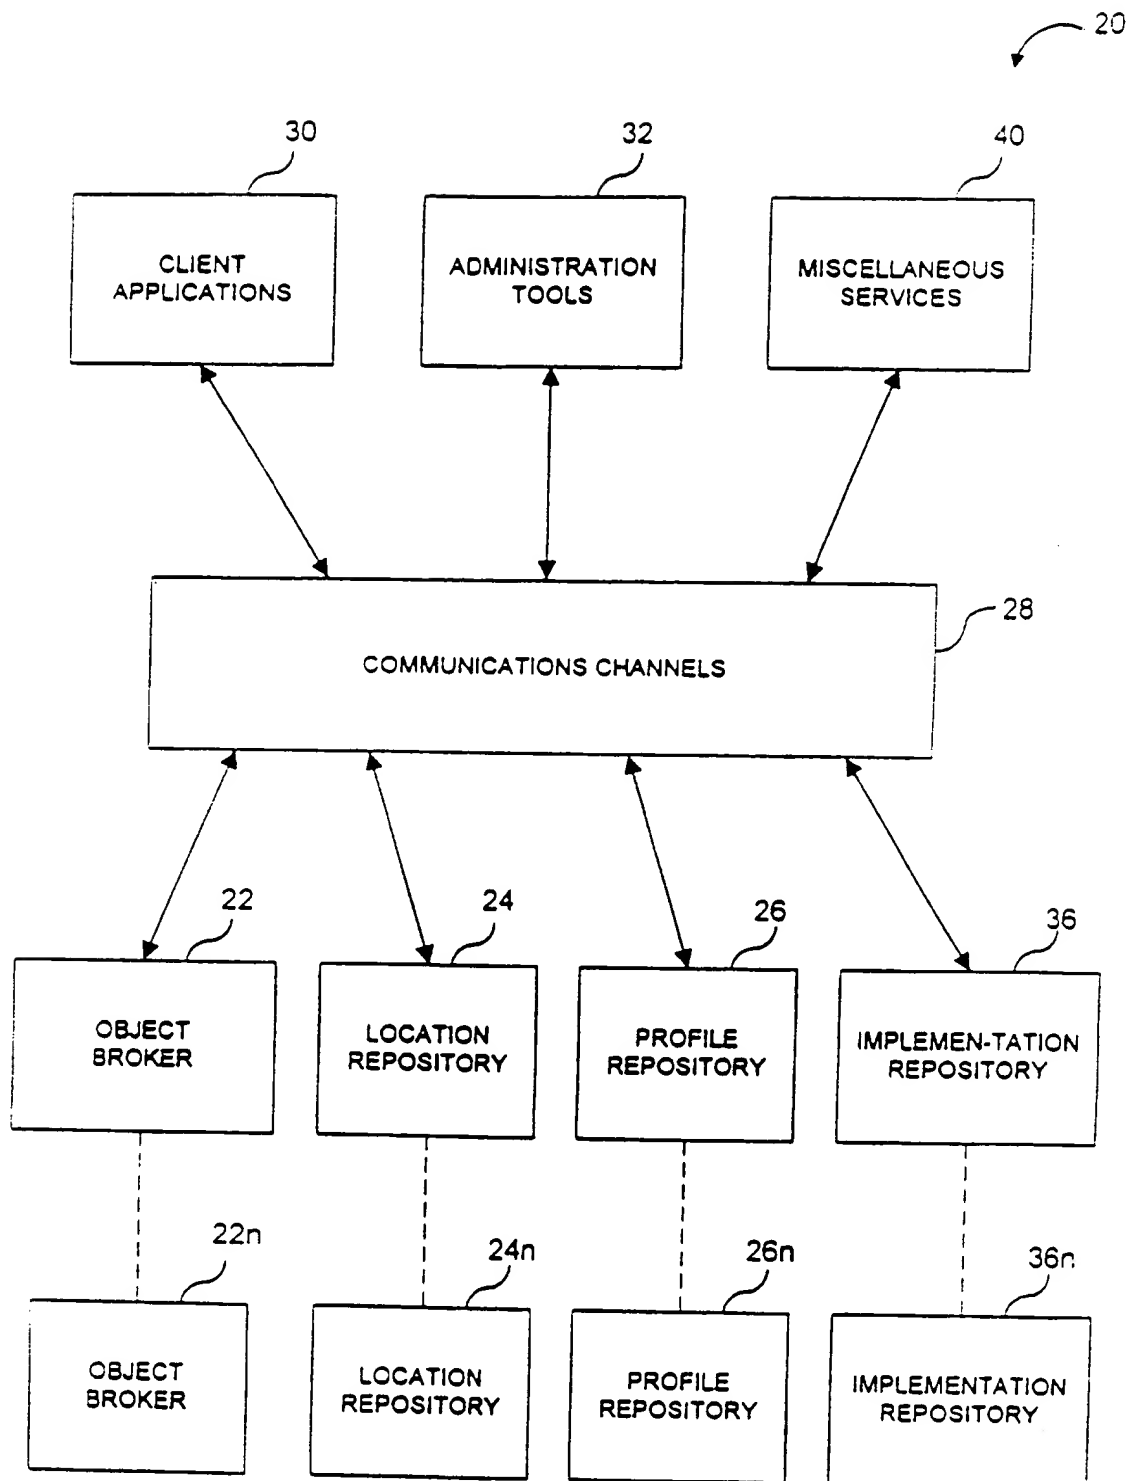 20
30
32
40
CLIENT
APPLICATIONS
ADMINISTRATION
TOOLS
MISCELLANEOUS
SERVICES
28
COMMUNICATIONS CHANNELS
22
24
26
36
OBJECT
BROKER
LOCATION
REPOSITORY
PROFILE
REPOSITORY
IMPLEMEN-TATION
REPOSITORY
22n
24n
26n
36n
OBJECT
BROKER
LOCATION
REPOSITORY
PROFILE
REPOSITORY
IMPLEMENTATION
REPOSITORY